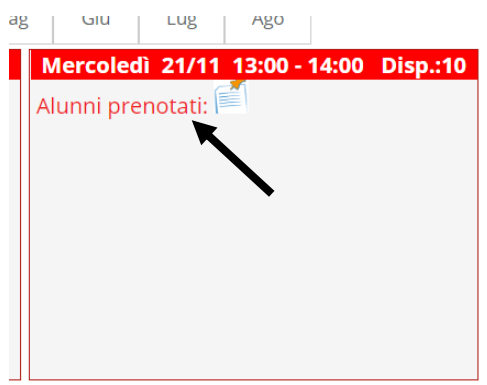 ag Giu Lug Ago
Mercoledì 21/11 13:00 - 14:00 Disp.:10
Alunni prenotati: